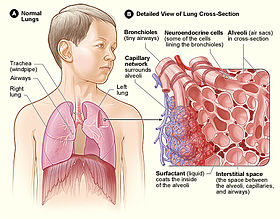 A Normal
Lungs
Trachea
(windpipe)
Airways
Right
lung
Left
lung
B Detailed View of Lung Cross-Section
Bronchioles
(tiny airways)
Neuroendocrine cells
(some of the cells
lining the bronchioles)
Alveoli (air sacs)
in cross-section
Capillary
network
surrounds
alveoli
Surfactant (liquid)
coats the inside
of the alveoli
Interstitial space
(the space between
the alveoli, capillaries,
and airways)